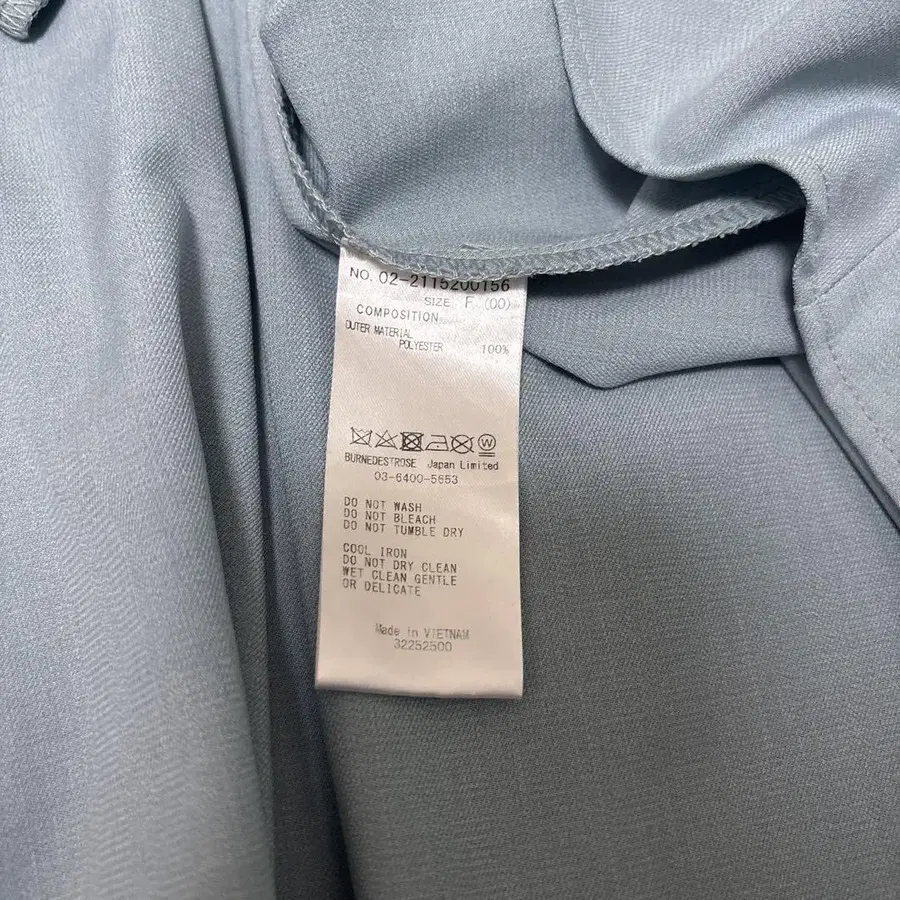 NO. 02-2115200156
SIZE F (00)
COMPOSITION
OUTER MATERIAL
POLYESTER 100%
W
BURNEDESTROSE Japan Limited
03-6400-5653
DO NOT WASH
DO NOT BLEACH
DO NOT TUMBLE DRY
COOL IRON
DO NOT DRY CLEAN
WET CLEAN GENTLE
OR DELICATE
Made in VIETNAM
32252500